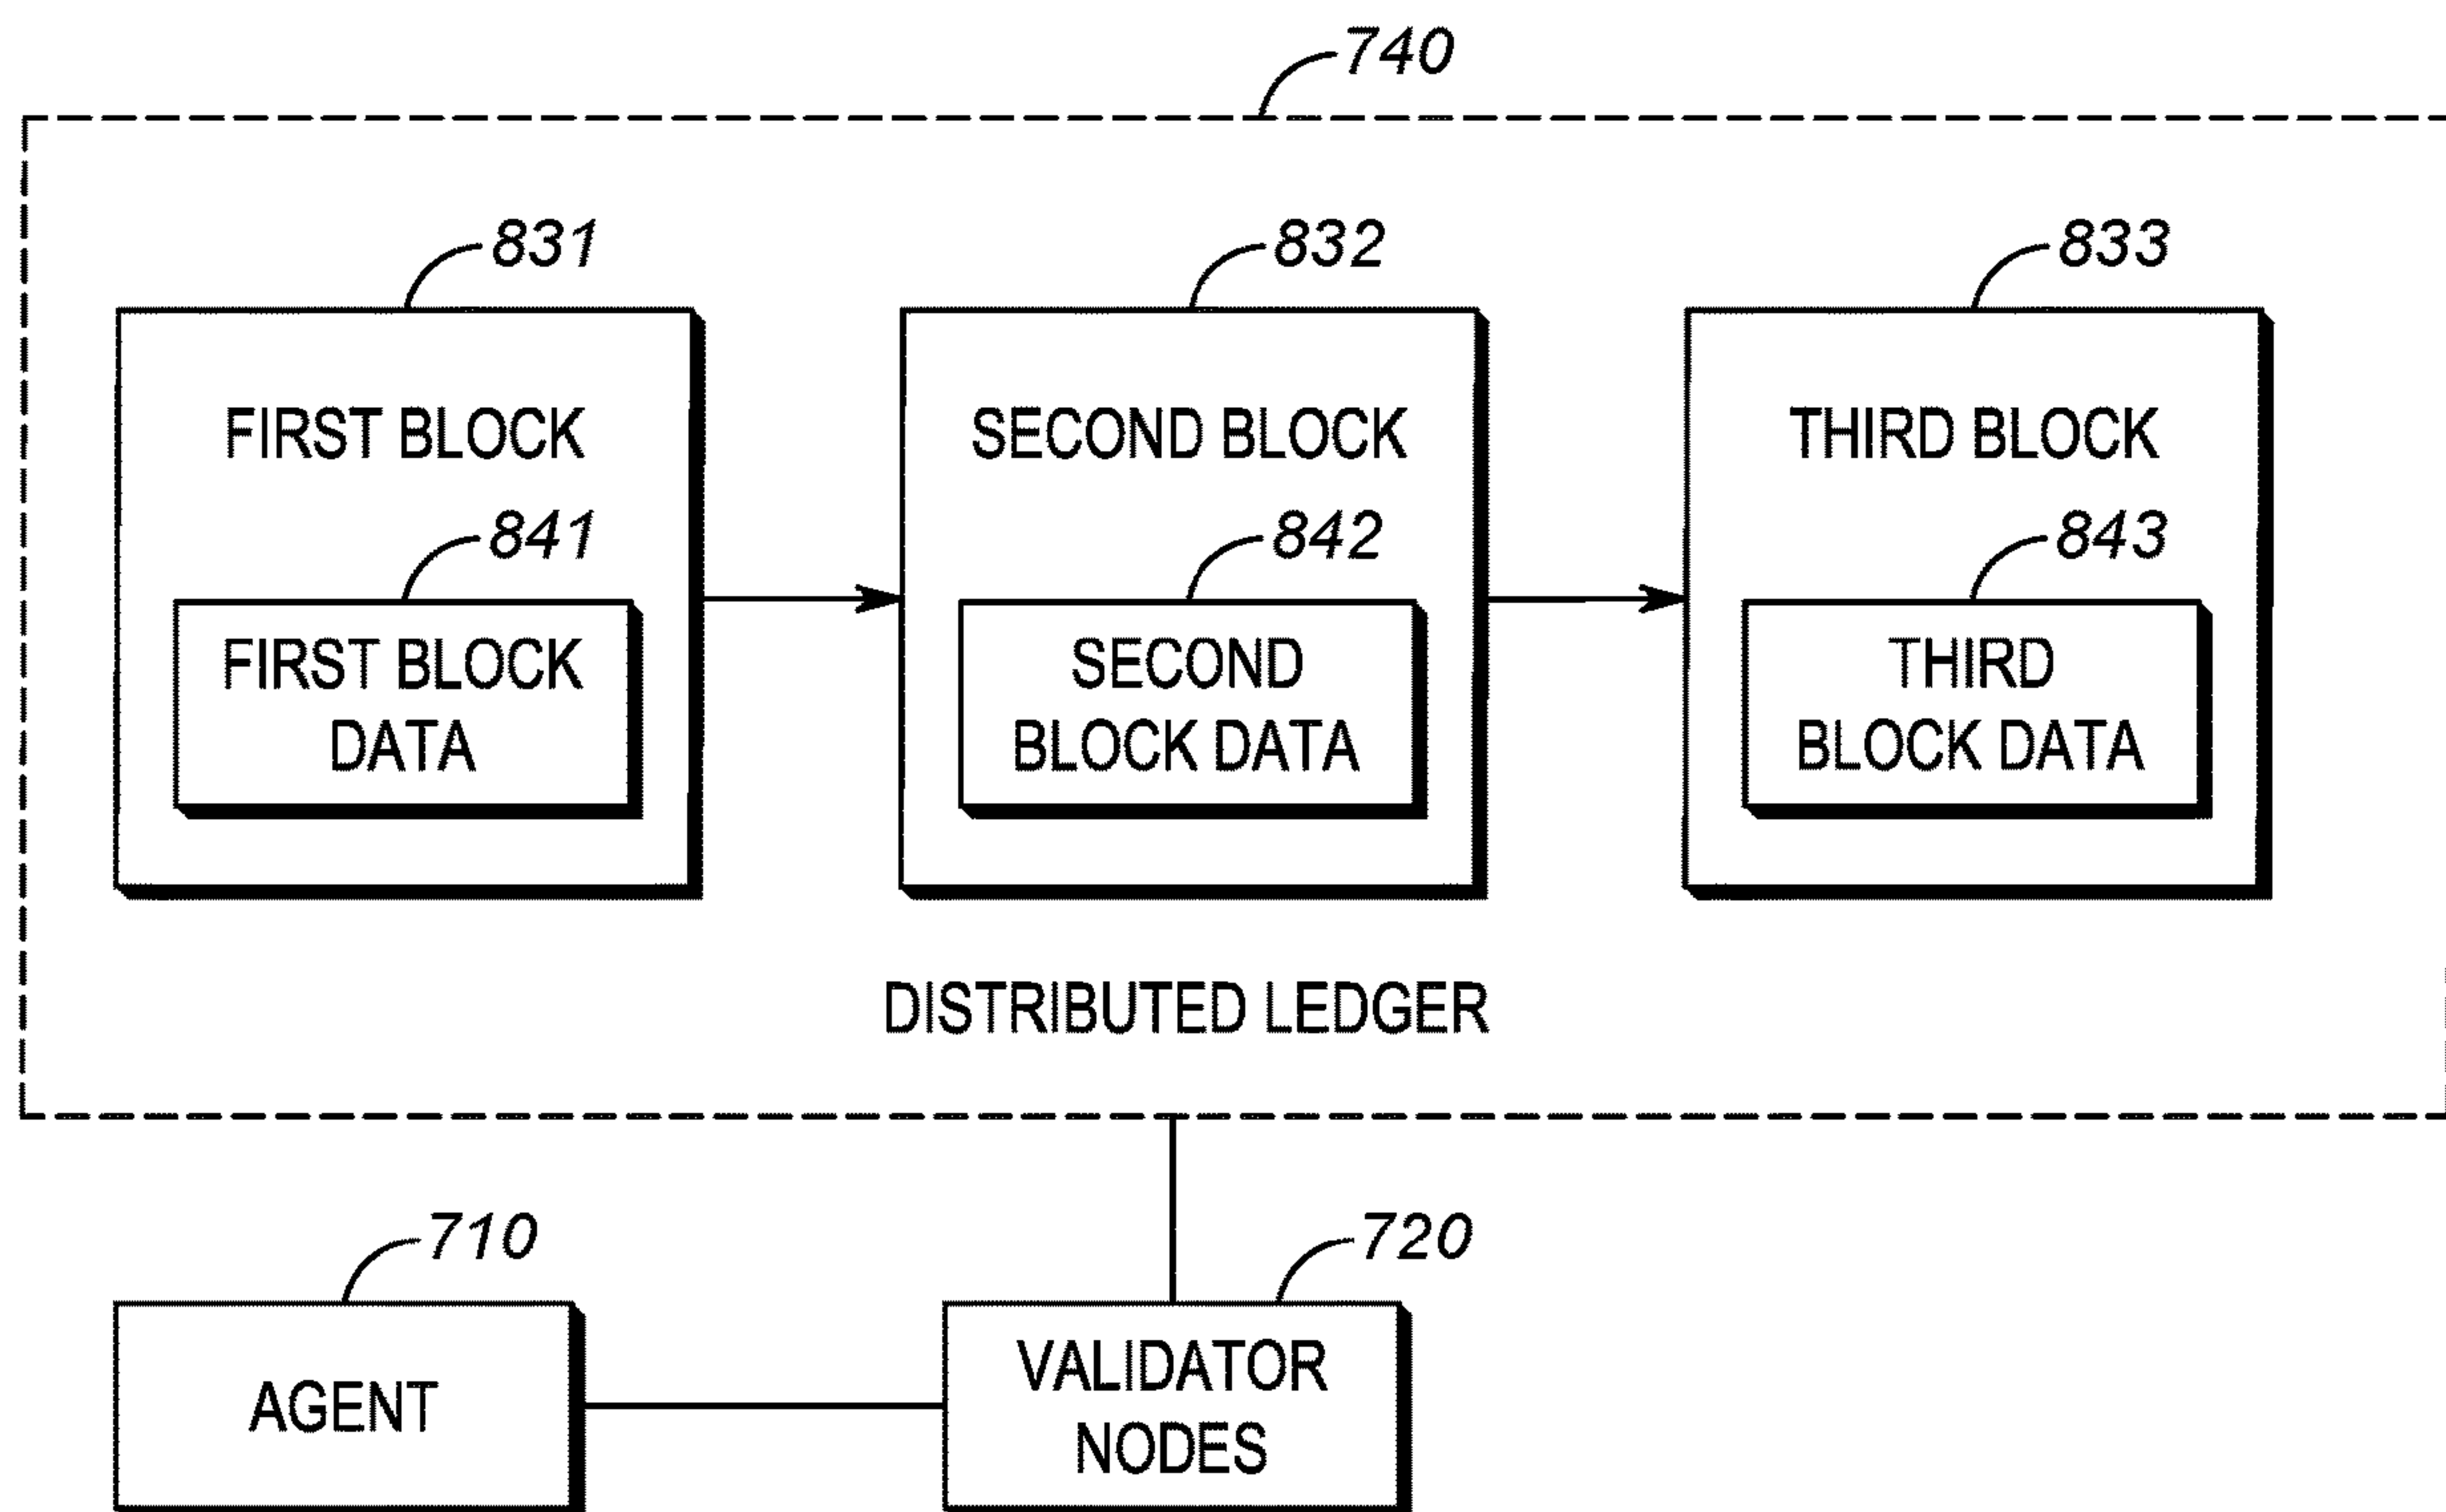 740
831
832
833
FIRST BLOCK
SECOND BLOCK
THIRD BLOCK
841
842
843
FIRST BLOCK
DATA
SECOND
BLOCK DATA
THIRD
BLOCK DATA
DISTRIBUTED LEDGER
710
720
AGENT
VALIDATOR
NODES